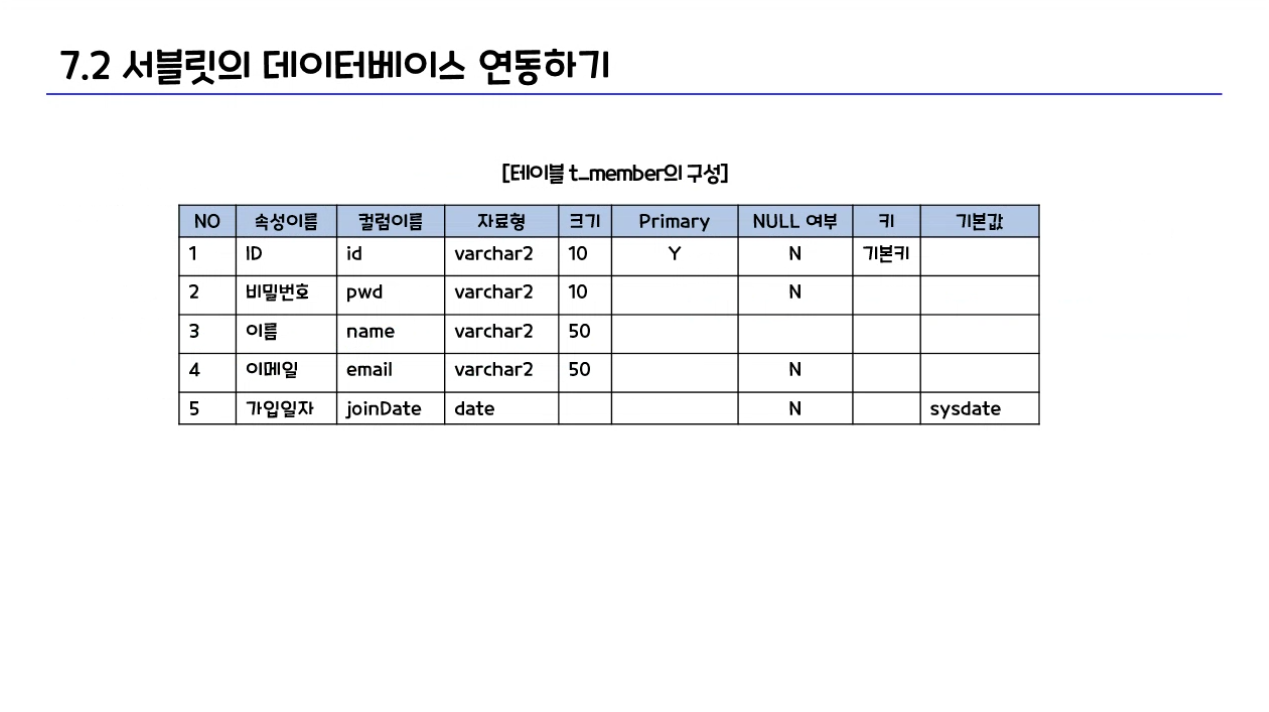 7.2 서블릿의 데이터베이스 연동하기
[테이블 t_member의 구성]
NO 속성이름 컬럼이름 자료형 크기 Primary NULL 여부 키 기본값
1 ID id varchar2 10 Y N 기본키
2 비밀번호 pwd varchar2 10 N
3 이름 name varchar2 50
4 이메일 email varchar2 50 N
5 가입일자 joinDate date N sysdate